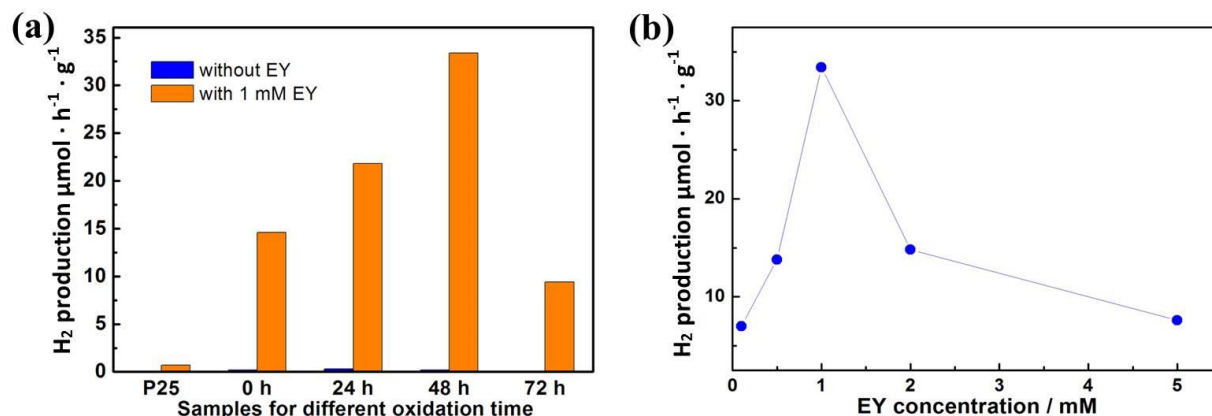 (a)
H₂ production μmol · h⁻¹ · g⁻¹
35
30
25
20
15
10
5
0
without EY
with 1 mM EY
P25 0 h 24 h 48 h 72 h
Samples for different oxidation time
(b)
H₂ production μmol · h⁻¹ · g⁻¹
30
20
10
0 1 2 3 4 5
EY concentration / mM